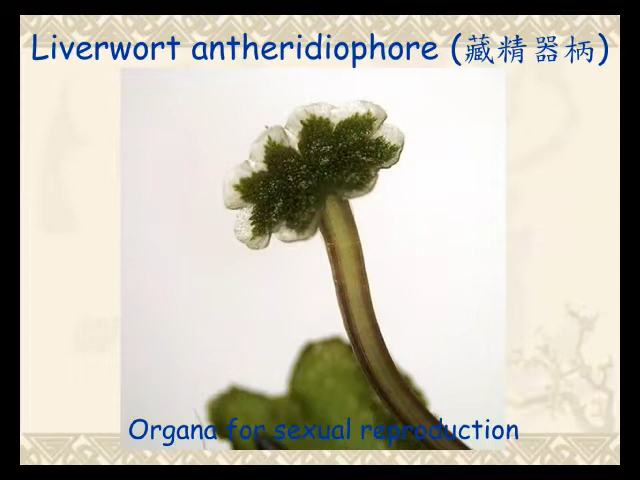 Liverwort antheridiophore (藏精器柄)
Organa for sexual reproduction